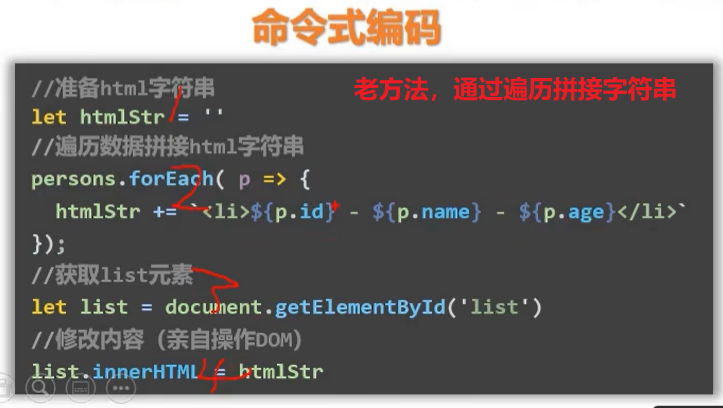 命令式编码
//准备html字符串
老方法，通过遍历拼接字符串
let htmlStr = ''
//遍历数据拼接html字符串
persons.forEach( p => {
htmlStr += `<li>${p.id} - ${p.name} - ${p.age}</li>`
});
//获取list元素
let list = document.getElementById('list')
//修改内容（亲自操作DOM）
list.innerHTML = htmlStr
1
2
3
4